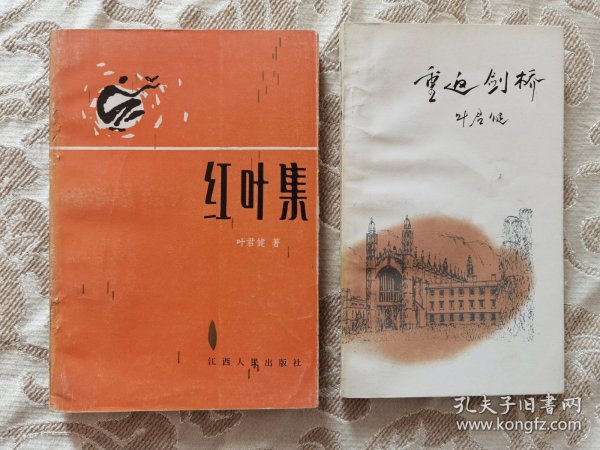 红叶集
叶君健 著
江西人民出版社
重返剑桥
叶君健
孔夫子旧书网
www.kongfz.com